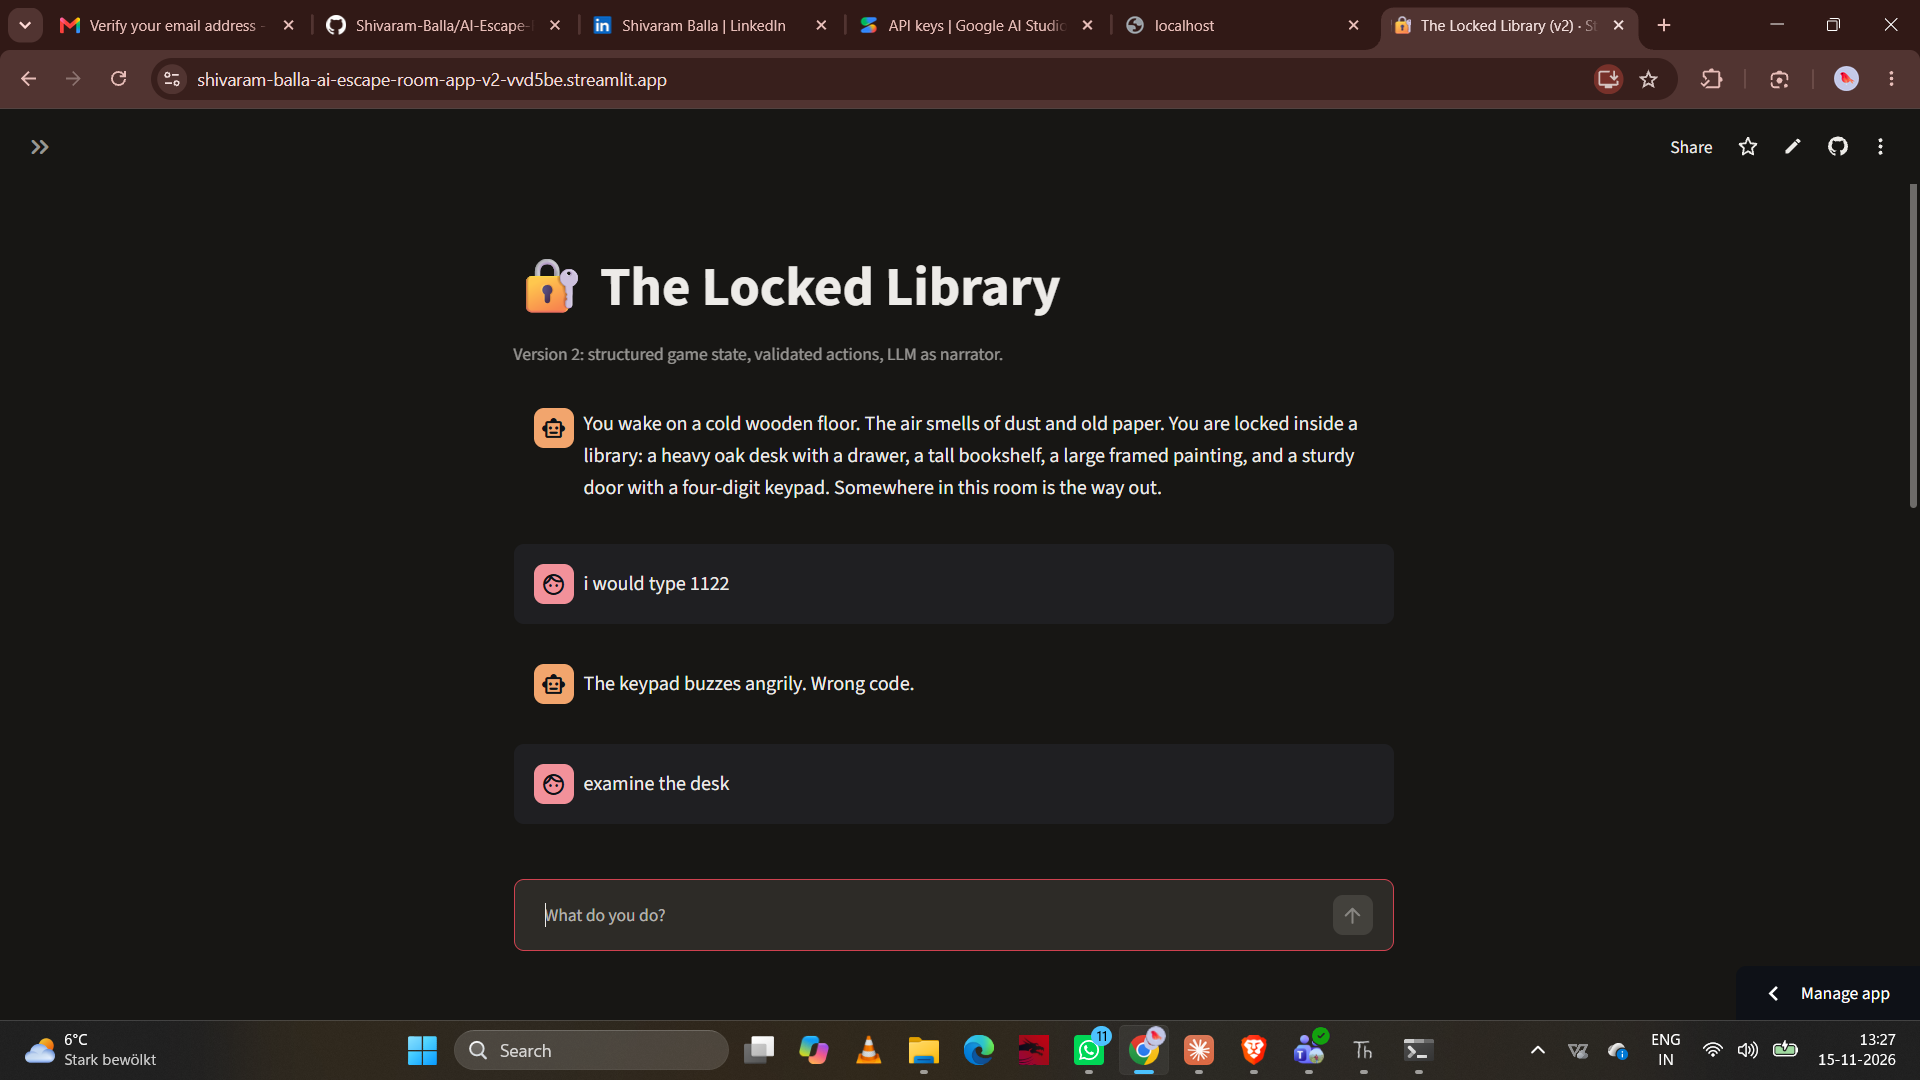 Verify your email address -
Shivaram-Balla/AI-Escape-
in
Shivaram Balla | LinkedIn
API keys | Google AI Studio
localhost
The Locked Library (v2) · St
shivaram-balla-ai-escape-room-app-v2-vvd5be.streamlit.app
Share
The Locked Library
Version 2: structured game state, validated actions, LLM as narrator.
You wake on a cold wooden floor. The air smells of dust and old paper. You are locked inside a
library: a heavy oak desk with a drawer, a tall bookshelf, a large framed painting, and a sturdy
door with a four-digit keypad. Somewhere in this room is the way out.
i would type 1122
The keypad buzzes angrily. Wrong code.
examine the desk
What do you do?
Manage app
6°C
Stark bewölkt
Search
11
Th
ENG
IN
13:27
15-11-2026